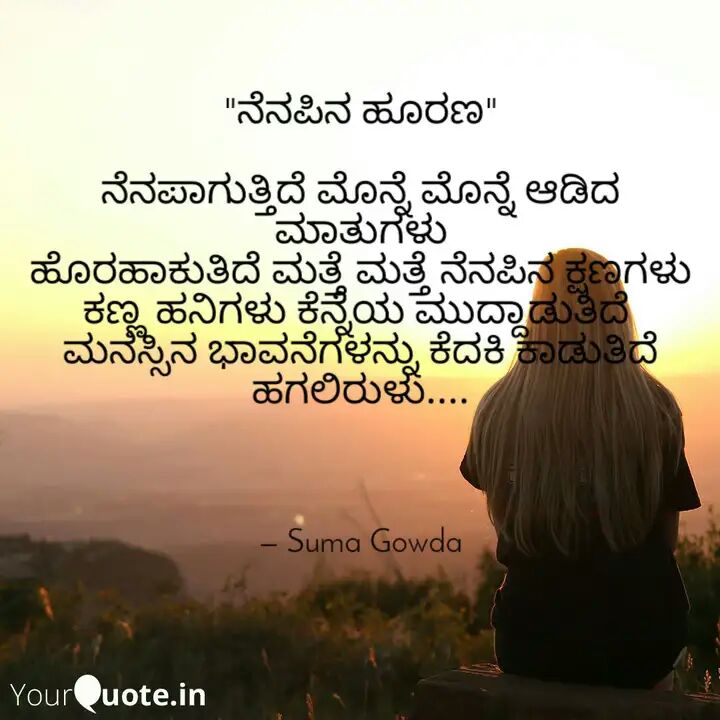 "ನೆನಪಿನ ಹೂರಣ"
ನೆನಪಾಗುತ್ತಿದೆ ಮೊನ್ನೆ ಮೊನ್ನೆ ಆಡಿದ
ಮಾತುಗಳು
ಹೊರಹಾಕುತಿದೆ ಮತ್ತೆ ಮತ್ತೆ ನೆನಪಿನ ಕ್ಷಣಗಳು
ಕಣ್ಣ ಹನಿಗಳು ಕೆನ್ನೆಯ ಮುದ್ದಾಡುತಿದೆ
ಮನಸ್ಸಿನ ಭಾವನೆಗಳನ್ನು ಕೆದಕಿ ಕಾಡುತಿದೆ
ಹಗಲಿರುಳು....
– Suma Gowda
YourQuote.in